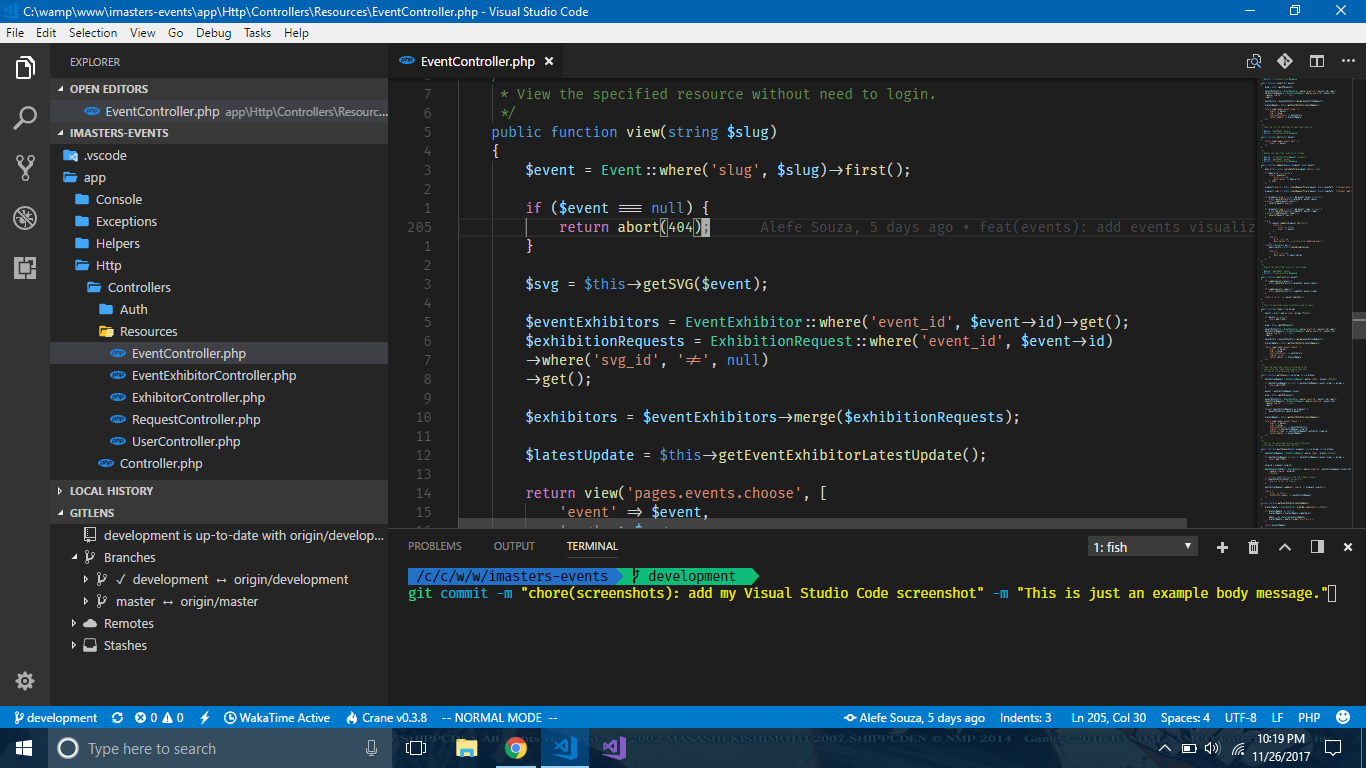 C:\wamp\www\imasters-events\app\Http\Controllers\Resources\EventController.php - Visual Studio Code
File Edit Selection View Go Debug Tasks Help
EXPLORER
OPEN EDITORS
EventController.php app\Http\Controllers\Resourc...
IMASTERS-EVENTS
.vscode
app
Console
Exceptions
Helpers
Http
Controllers
Auth
Resources
EventController.php
EventExhibitorController.php
ExhibitorController.php
RequestController.php
UserController.php
Controller.php
LOCAL HISTORY
GITLENS
development is up-to-date with origin/develop...
Branches
✓ development ↔ origin/development
master ↔ origin/master
Remotes
Stashes
EventController.php
7 * View the specified resource without need to login.
6 */
5 public function view(string $slug)
4 {
3 $event = Event::where('slug', $slug)->first();
2
1 if ($event === null) {
205 return abort(404); Alefe Souza, 5 days ago • feat(events): add events visualiz
1 }
2
3 $svg = $this->getSVG($event);
4
5 $eventExhibitors = EventExhibitor::where('event_id', $event->id)->get();
6 $exhibitionRequests = ExhibitionRequest::where('event_id', $event->id)
7 ->where('svg_id', '!=', null)
8 ->get();
9
10 $exhibitors = $eventExhibitors->merge($exhibitionRequests);
11
12 $latestUpdate = $this->getEventExhibitorLatestUpdate();
13
14 return view('pages.events.choose', [
15 'event' => $event,
PROBLEMS OUTPUT TERMINAL
1: fish
/c/c/w/w/imasters-events development
git commit -m "chore(screenshots): add my Visual Studio Code screenshot" -m "This is just an example body message."
development 0 0 WakaTime Active Crane v0.3.8 -- NORMAL MODE -- Alefe Souza, 5 days ago Indents: 3 Ln 205, Col 30 Spaces: 4 UTF-8 LF PHP
Type here to search
10:19 PM
11/26/2017